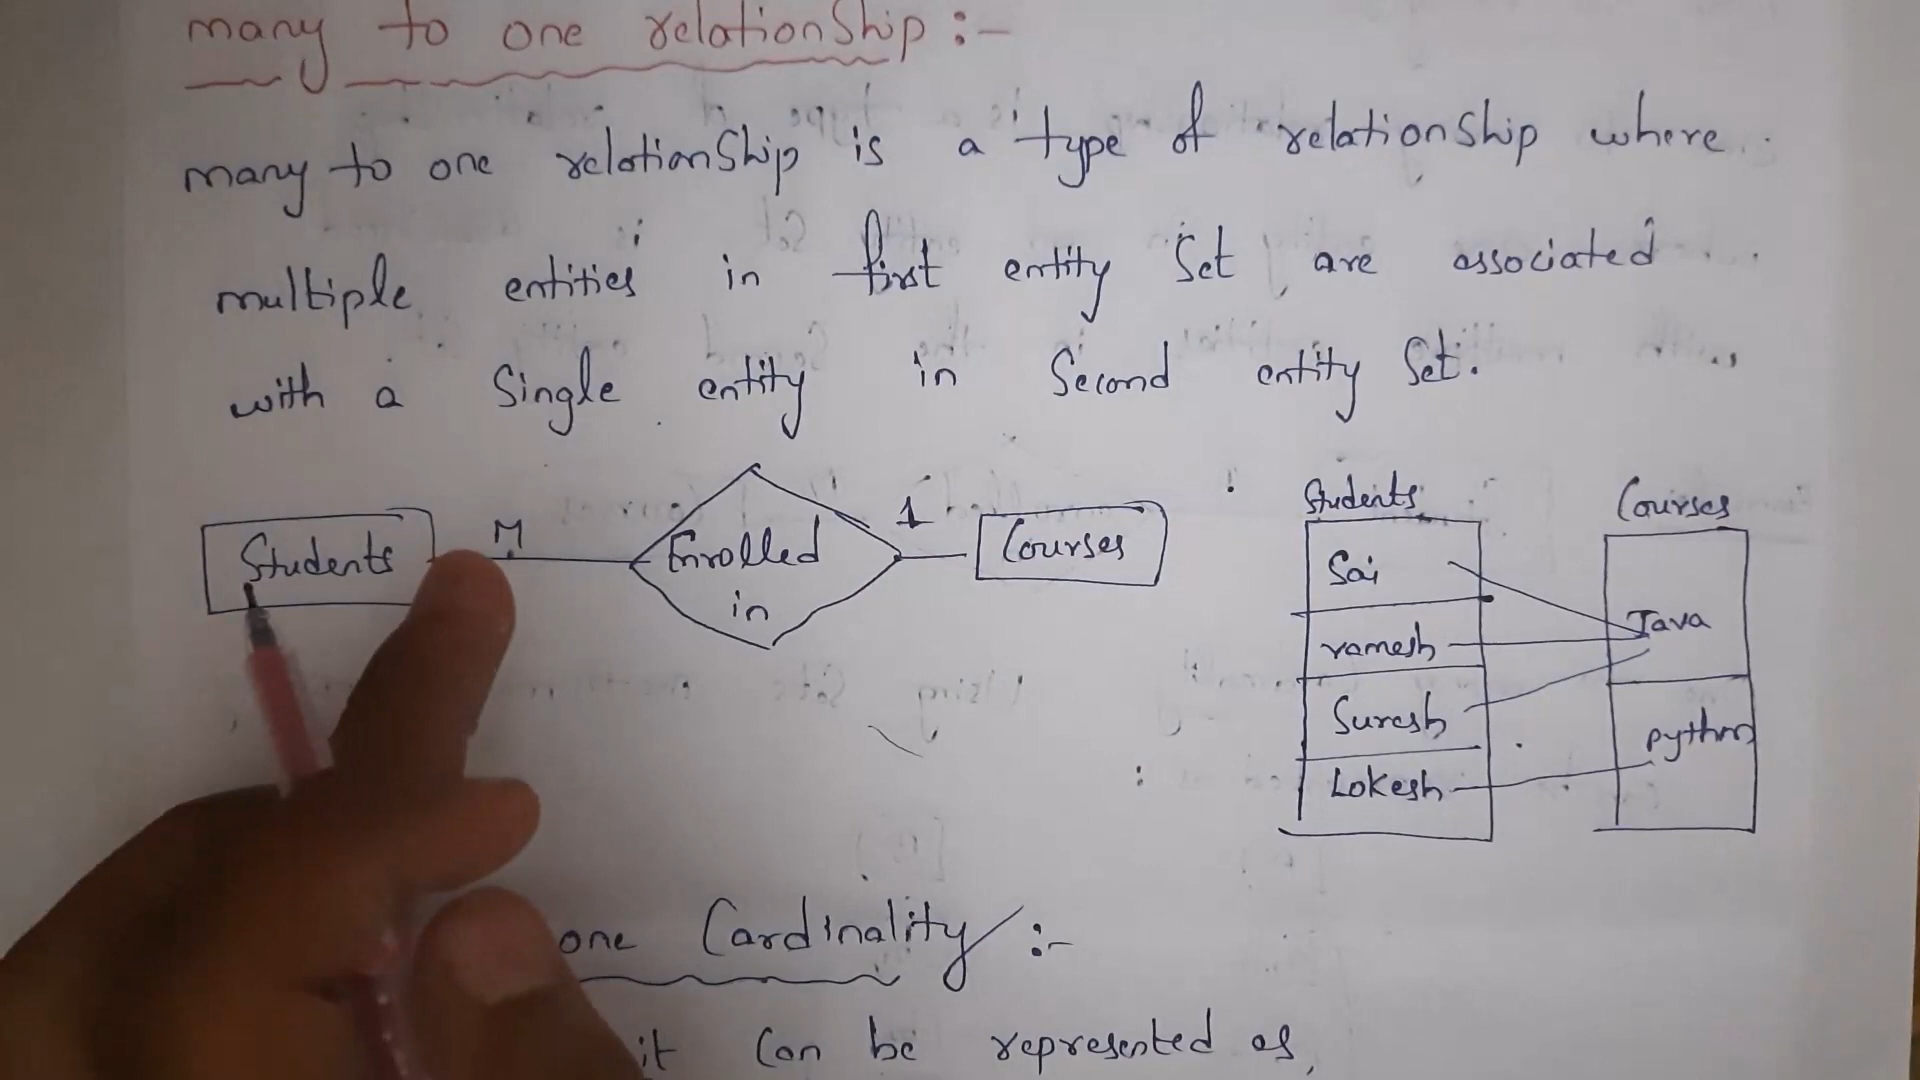 many to one relationship :-
many to one relationship is a type of relationship where
multiple entities in first entity Set are associated
with a Single entity in Second entity Set.
Students M Enrolled in 1 Courses
Students Courses
Sai
ramesh Java
Suresh
Lokesh python
one Cardinality :-
it Can be represented as,